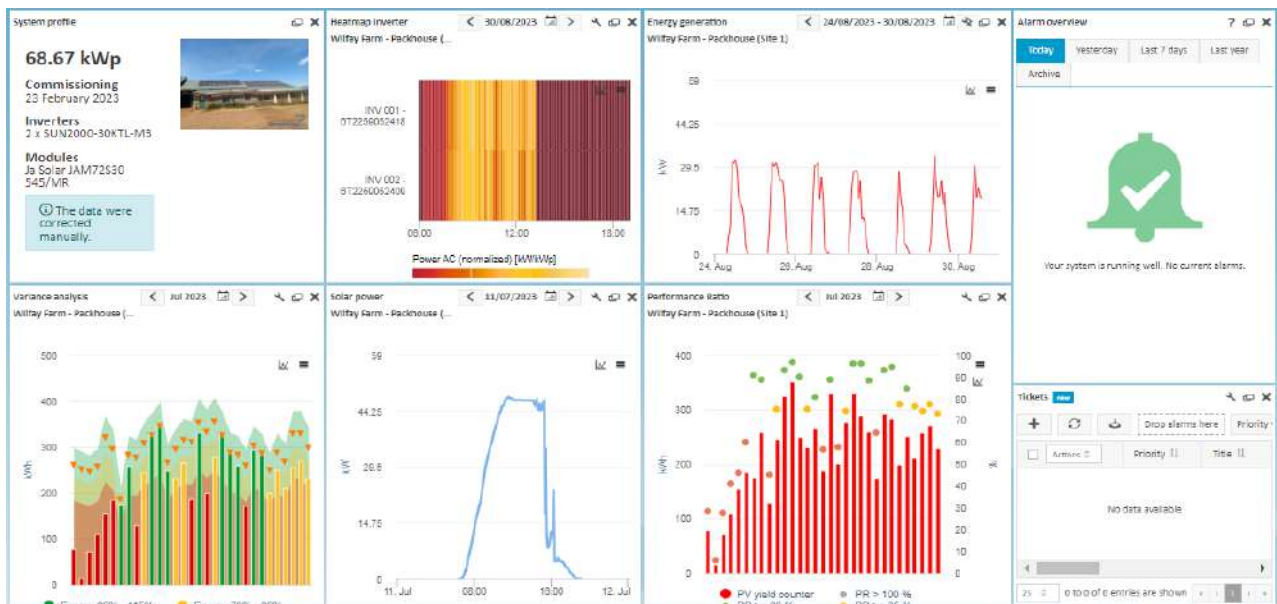 System profile
68.67 kWp
Commissioning
23 February 2023
Inverters
2 x SUN2000-30KTL-M3
Modules
Ja Solar JAM72S30
545/MR
The data were
corrected
manually.
Heatmap inverter
30/08/2023
Wilfay Farm - Packhouse (...
INV 001 -
INV 002 -
06:00 12:00 18:00
Power AC (normalized) [kW/kWp]
Energy generation
24/08/2023 - 30/08/2023
Wilfay Farm - Packhouse (Site 1)
59
44.25
29.5
14.75
0
kW
24. Aug 26. Aug 28. Aug 30. Aug
Alarm overview
?
Today Yesterday Last 7 days Last year
Archive
Your system is running well. No current alarms.
Variance analysis
Jul 2023
Wilfay Farm - Packhouse (...
500
400
300
200
100
0
kWh
Solar power
11/07/2023
Wilfay Farm - Packhouse (...
59
44.25
29.5
14.75
0
kW
11. Jul 08:00 16:00 12. Jul
Performance Ratio
Jul 2023
Wilfay Farm - Packhouse (Site 1)
400
300
200
100
0
kWh
100
90
80
70
60
50
40
30
20
10
0
%
PV yield counter PR > 100 %
Tickets new
Drop alarms here Priority
Actions Priority Title
No data available
25 0 to 0 of 0 entries are shown 1